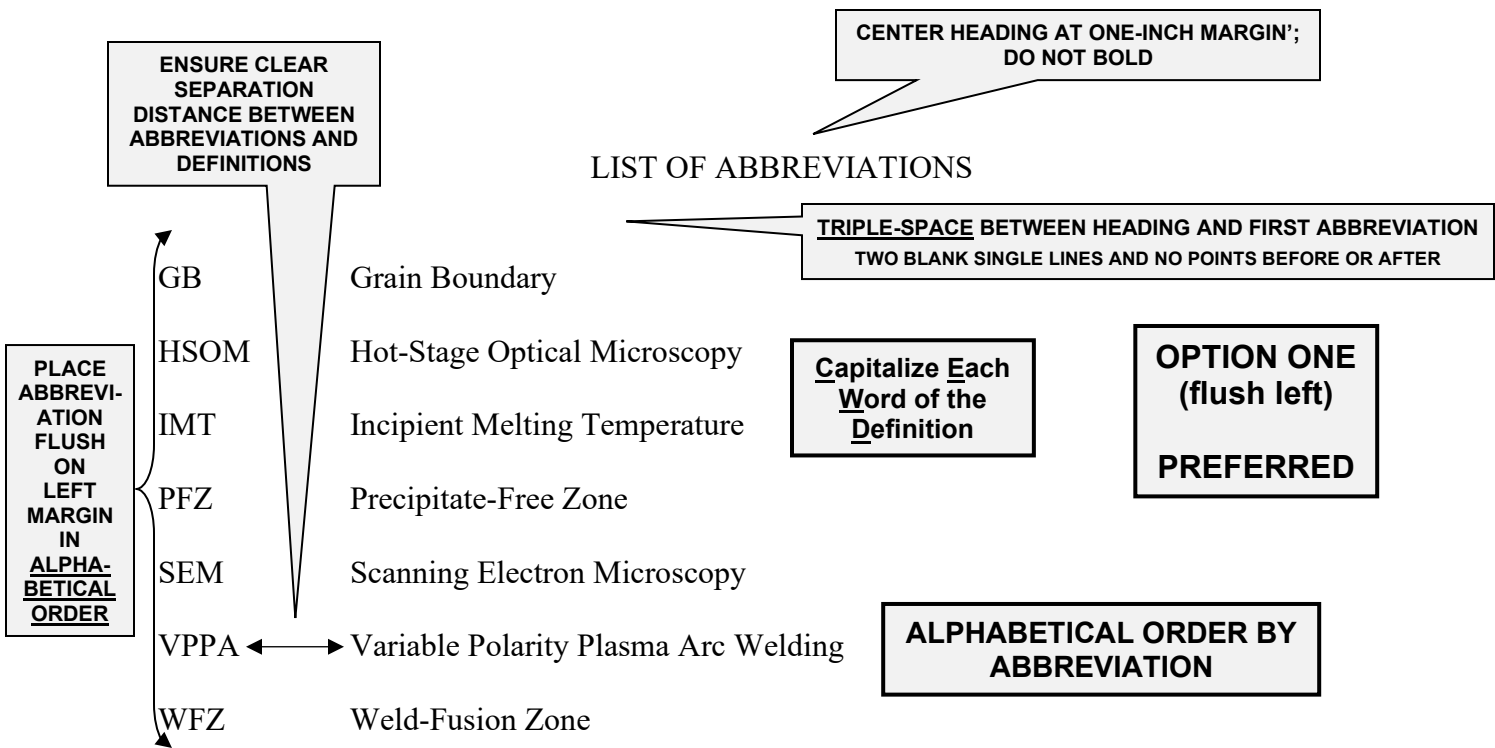 CENTER HEADING AT ONE-INCH MARGIN’;
DO NOT BOLD
ENSURE CLEAR
SEPARATION
DISTANCE BETWEEN
ABBREVIATIONS AND
DEFINITIONS
LIST OF ABBREVIATIONS
TRIPLE-SPACE BETWEEN HEADING AND FIRST ABBREVIATION
TWO BLANK SINGLE LINES AND NO POINTS BEFORE OR AFTER
PLACE
ABBREVI-
ATION
FLUSH
ON
LEFT
MARGIN
IN
ALPHA-
BETICAL
ORDER
GB Grain Boundary
HSOM Hot-Stage Optical Microscopy
IMT Incipient Melting Temperature
PFZ Precipitate-Free Zone
SEM Scanning Electron Microscopy
VPPA Variable Polarity Plasma Arc Welding
WFZ Weld-Fusion Zone
Capitalize Each
Word of the
Definition
OPTION ONE
(flush left)
PREFERRED
ALPHABETICAL ORDER BY
ABBREVIATION